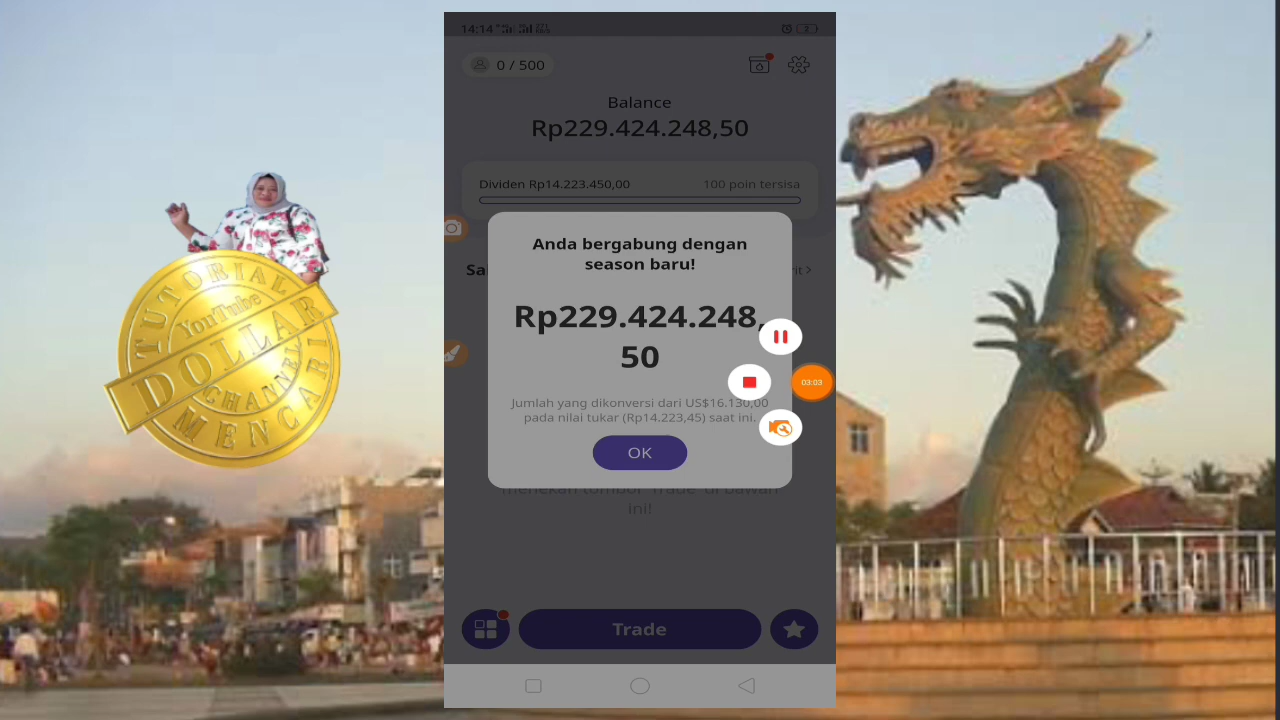 14:14
0 / 500
Balance
Rp229.424.248,50
Dividen Rp14.223.450,00
100 poin tersisa
Anda bergabung dengan
season baru!
Sa
rit
Rp229.424.248,
50
Jumlah yang dikonversi dari US$16.130,00
pada nilai tukar (Rp14.223,45) saat ini.
OK
menekan tombol 'Trade' di bawah
ini!
Trade
03:03
TUTORIAL
YouTube
DOLLAR
CHANNEL
MENCARI